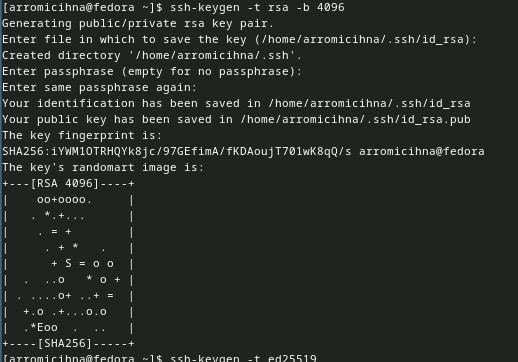 [arromicihna@fedora ~]$ ssh-keygen -t rsa -b 4096
Generating public/private rsa key pair.
Enter file in which to save the key (/home/arromicihna/.ssh/id_rsa):
Created directory '/home/arromicihna/.ssh'.
Enter passphrase (empty for no passphrase):
Enter same passphrase again:
Your identification has been saved in /home/arromicihna/.ssh/id_rsa
Your public key has been saved in /home/arromicihna/.ssh/id_rsa.pub
The key fingerprint is:
SHA256:iYWM1OTRHQYk8jc/97GEfimA/fKDAoujT701wK8qQ/s arromicihna@fedora
The key's randomart image is:
+---[RSA 4096]----+
|    oo+oooo.     |
|   . *.+...      |
|    . = +        |
|     . + *   .   |
|      + S = o o  |
|  .  ..o   * o + |
| . ....o+ ..+ =  |
|  +.o .+...o.o   |
|  .*Eoo  .  ..   |
+----[SHA256]-----+
[arromicihna@fedora ~]$ ssh-keygen -t ed25519